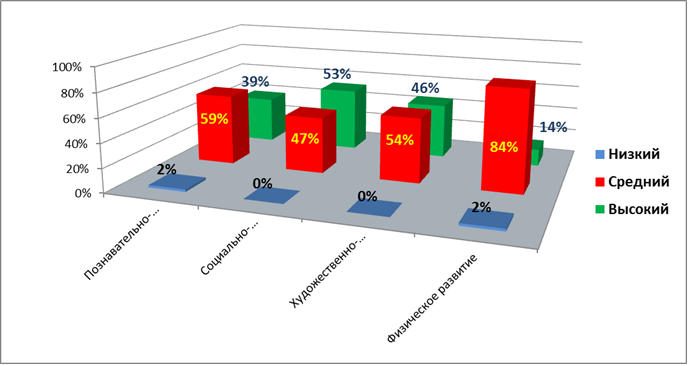 100%
80%
60%
40%
20%
0%
39%
53%
46%
14%
59%
47%
54%
84%
2%
0%
0%
2%
Познавательно-...
Социально-...
Художественно-...
Физическое развитие
Низкий
Средний
Высокий